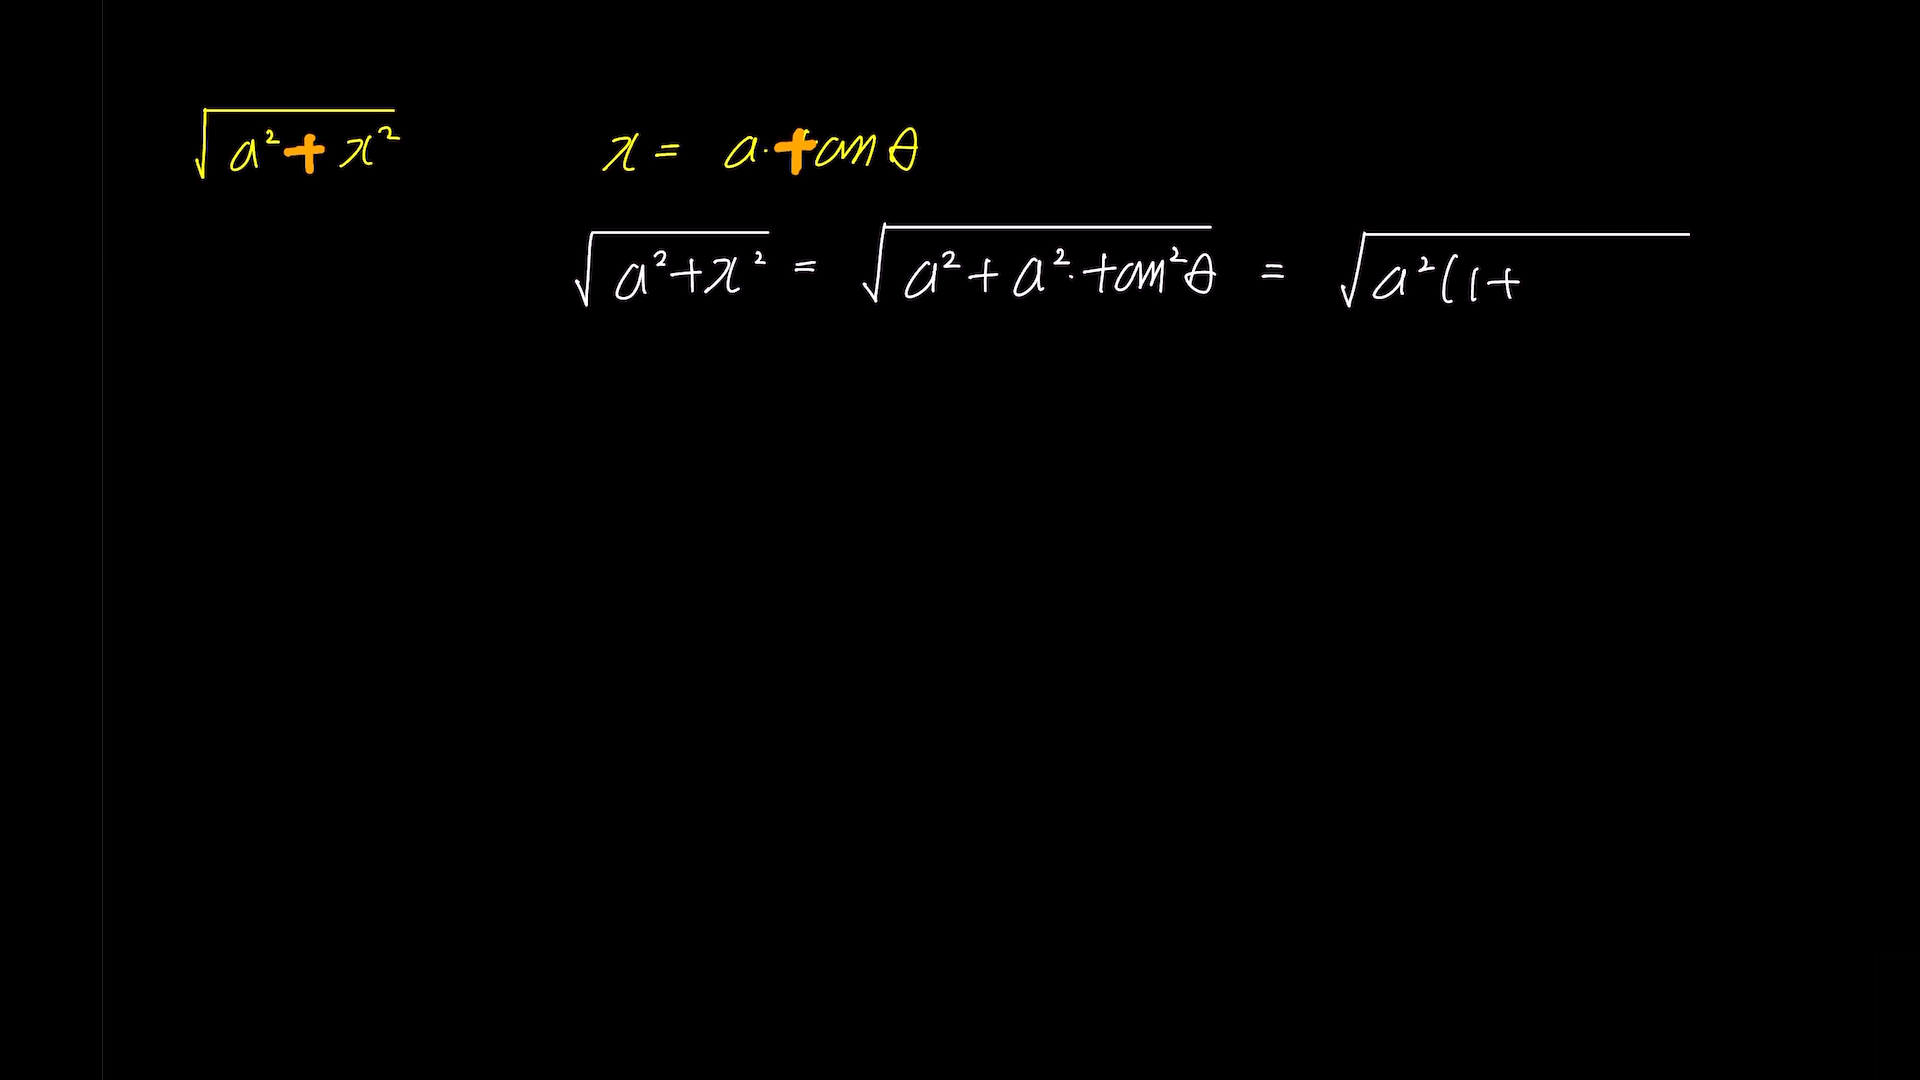 √(a²+x²) x = a·tanθ
√(a²+x²) = √(a²+a²·tan²θ) = √(a²(1+